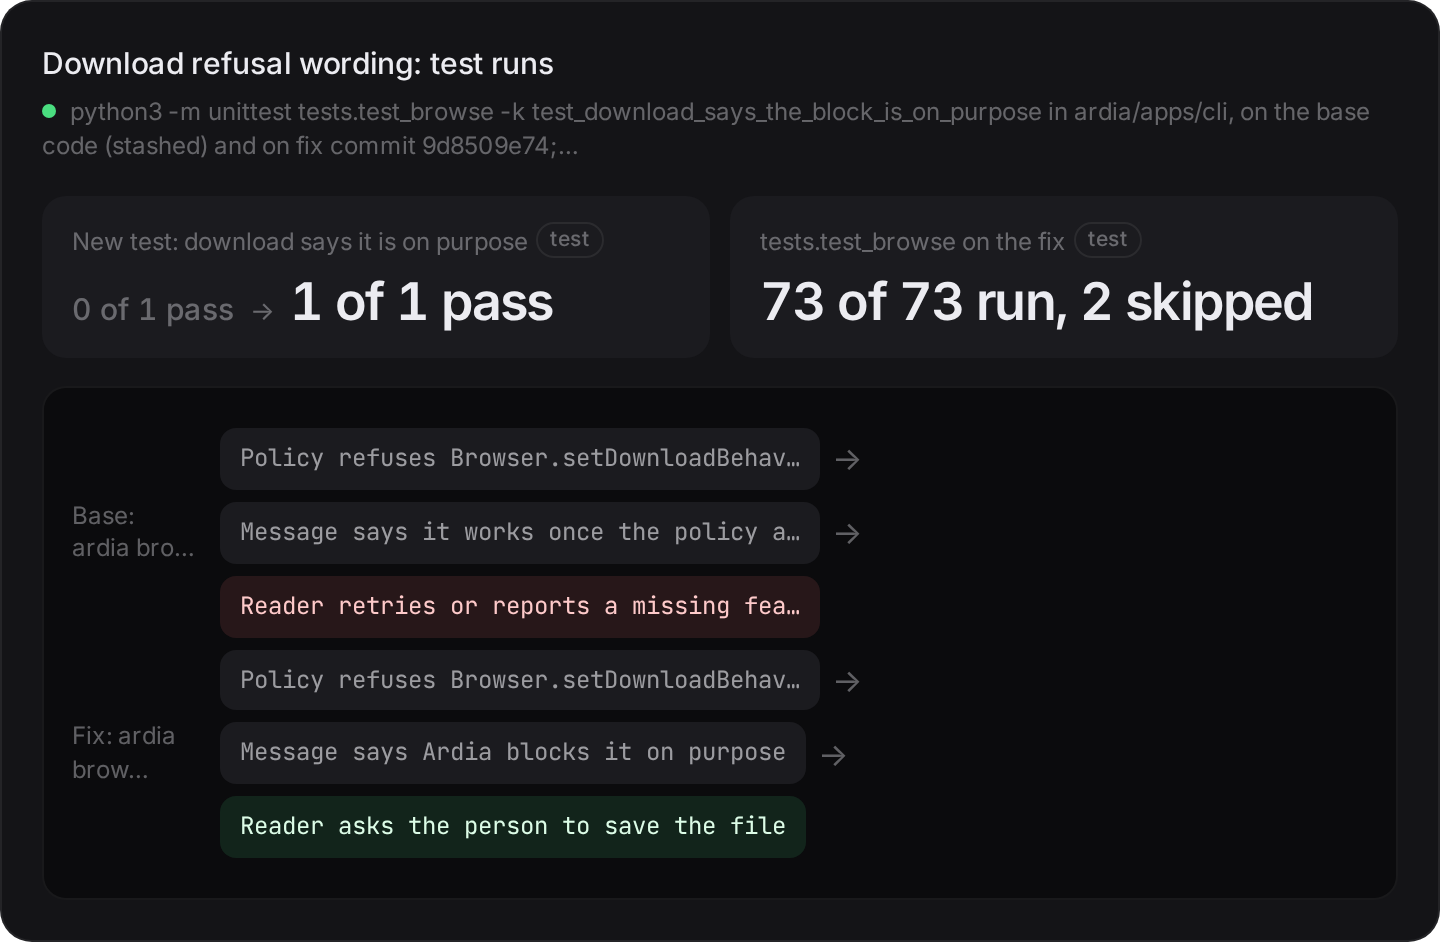 Download refusal wording: test runs
python3 -m unittest tests.test_browse -k test_download_says_the_block_is_on_purpose in ardia/apps/cli, on the base
code (stashed) and on fix commit 9d8509e74;...
New test: download says it is on purpose test
0 of 1 pass → 1 of 1 pass
tests.test_browse on the fix test
73 of 73 run, 2 skipped
Base:
ardia bro...
Policy refuses Browser.setDownloadBehav… →
Message says it works once the policy a… →
Reader retries or reports a missing fea…
Fix: ardia
brow...
Policy refuses Browser.setDownloadBehav… →
Message says Ardia blocks it on purpose →
Reader asks the person to save the file